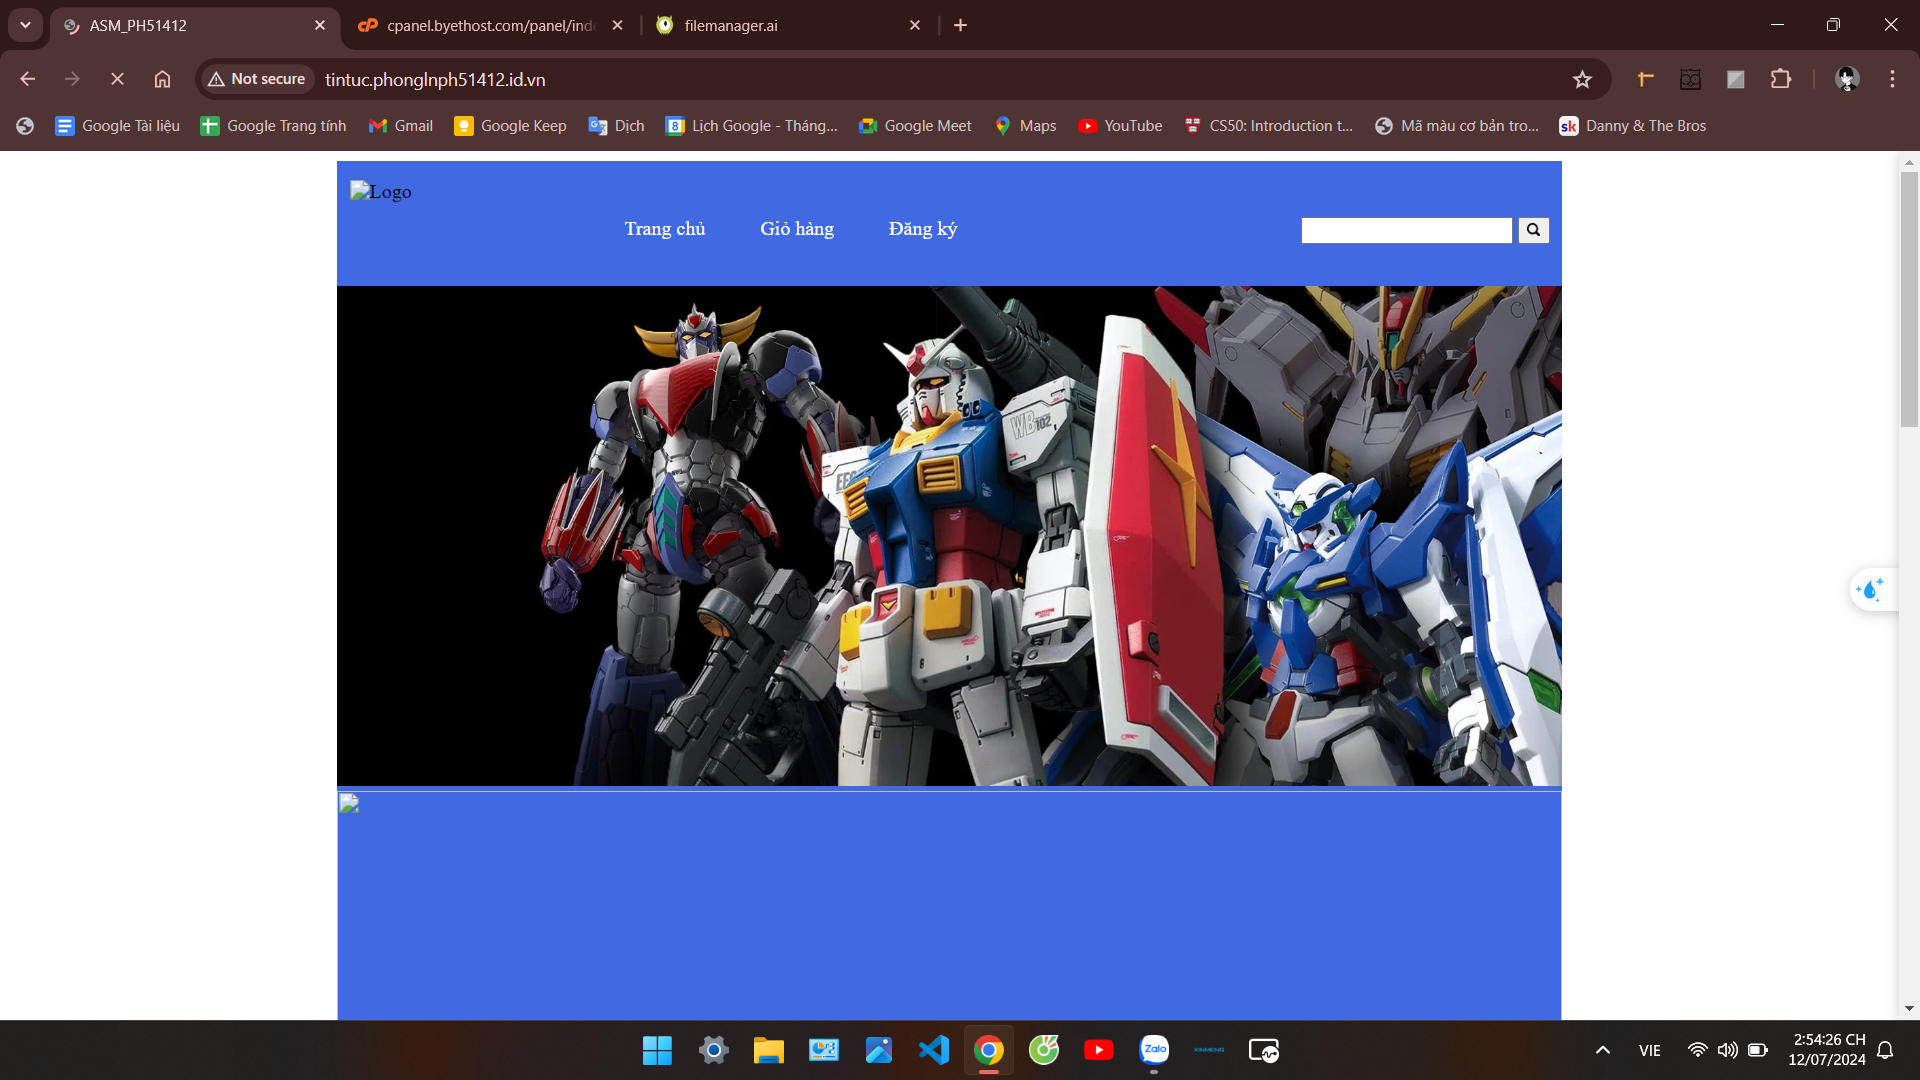 ASM_PH51412
cpanel.byethost.com/panel/ind
filemanager.ai
Not secure
tintuc.phonglnph51412.id.vn
Google Tài liệu
Google Trang tính
Gmail
Google Keep
Dịch
Lịch Google - Tháng...
Google Meet
Maps
YouTube
CS50: Introduction t...
Mã màu cơ bản tro...
Danny & The Bros
Logo
Trang chủ
Giỏ hàng
Đăng ký
WB
102
Zalo
XINMENG
VIE
2:54:26 CH
12/07/2024